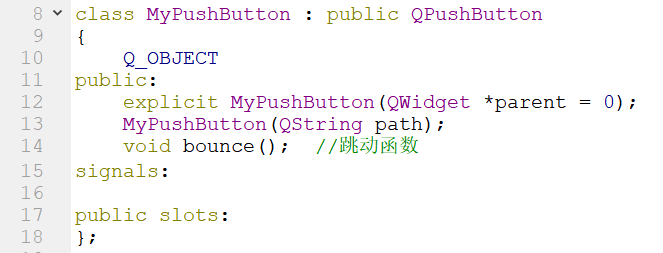 8 class MyPushButton : public QPushButton
9 {
10     Q_OBJECT
11 public:
12     explicit MyPushButton(QWidget *parent = 0);
13     MyPushButton(QString path);
14     void bounce();  //跳动函数
15 signals:
16
17 public slots:
18 };